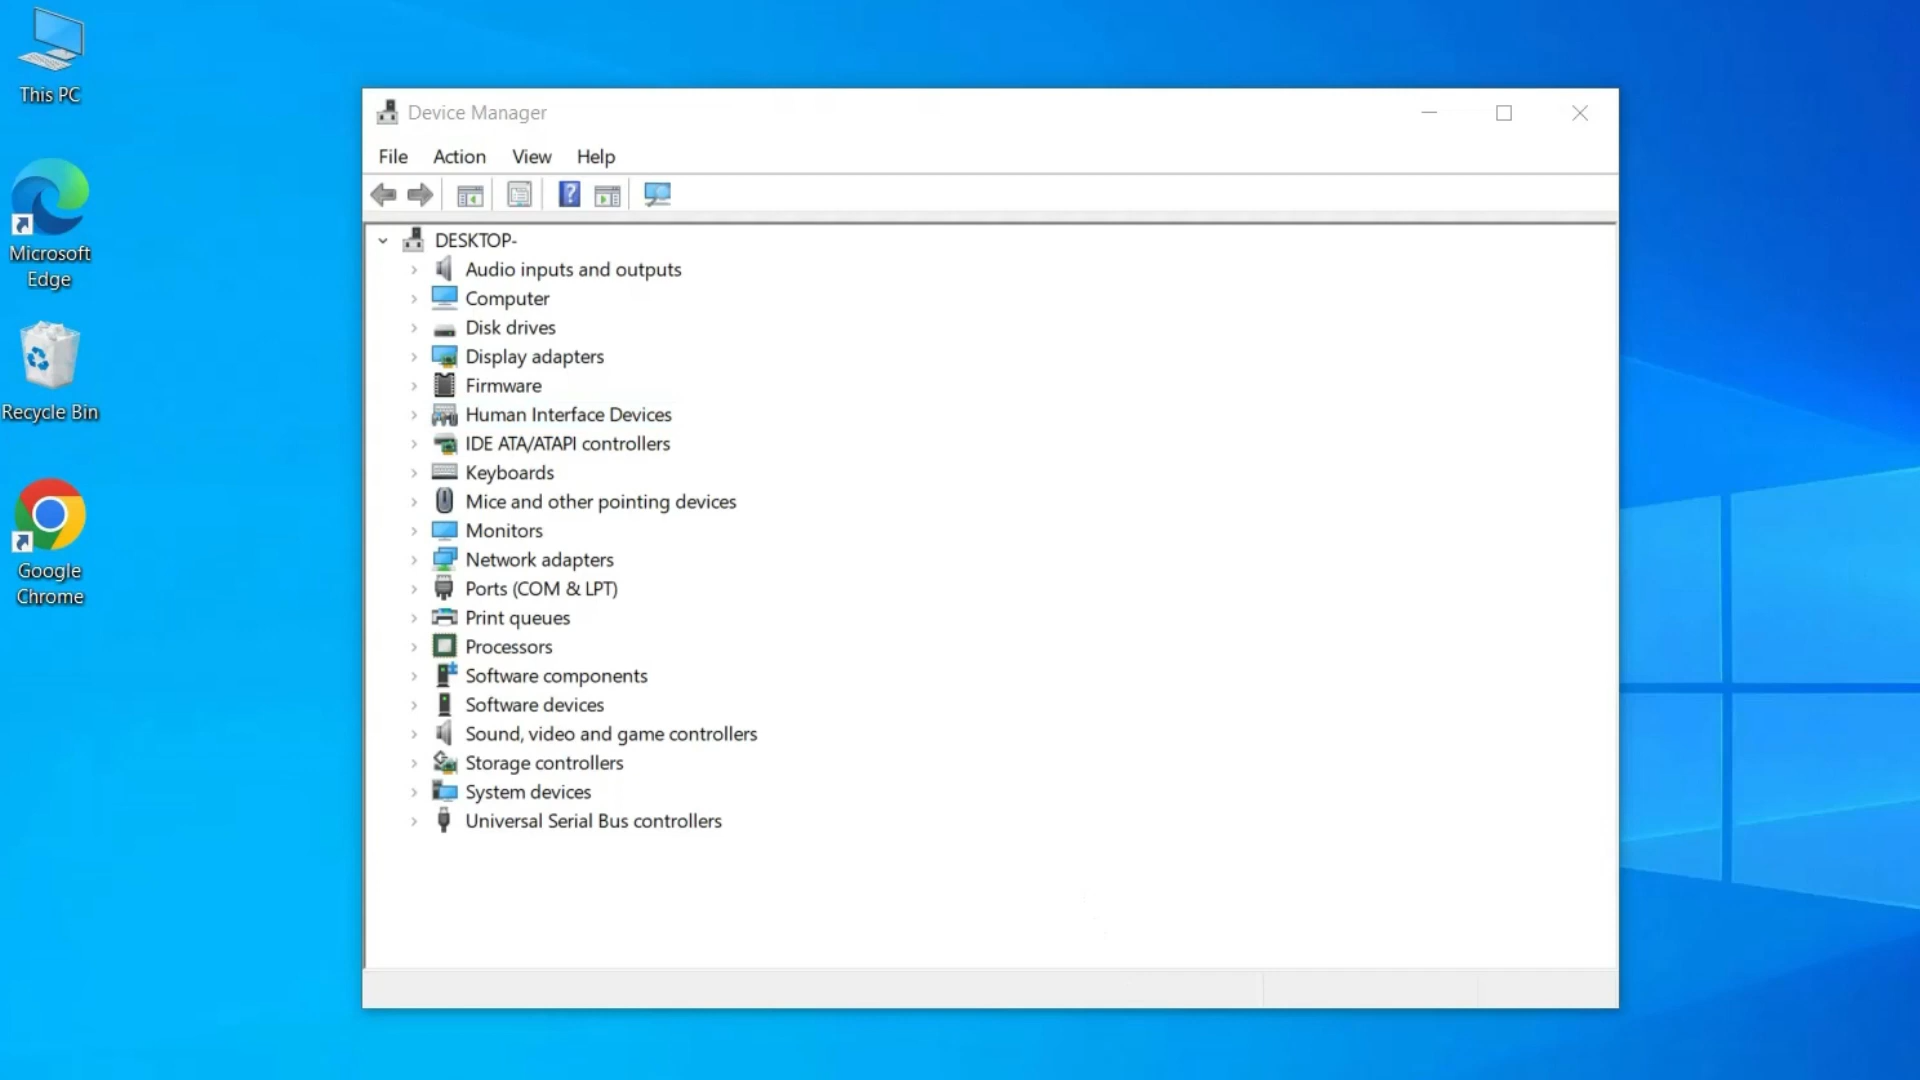 This PC
Microsoft
Edge
Recycle Bin
Google
Chrome
Device Manager
File Action View Help
?
DESKTOP-
Audio inputs and outputs
Computer
Disk drives
Display adapters
Firmware
Human Interface Devices
IDE ATA/ATAPI controllers
Keyboards
Mice and other pointing devices
Monitors
Network adapters
Ports (COM & LPT)
Print queues
Processors
Software components
Software devices
Sound, video and game controllers
Storage controllers
System devices
Universal Serial Bus controllers